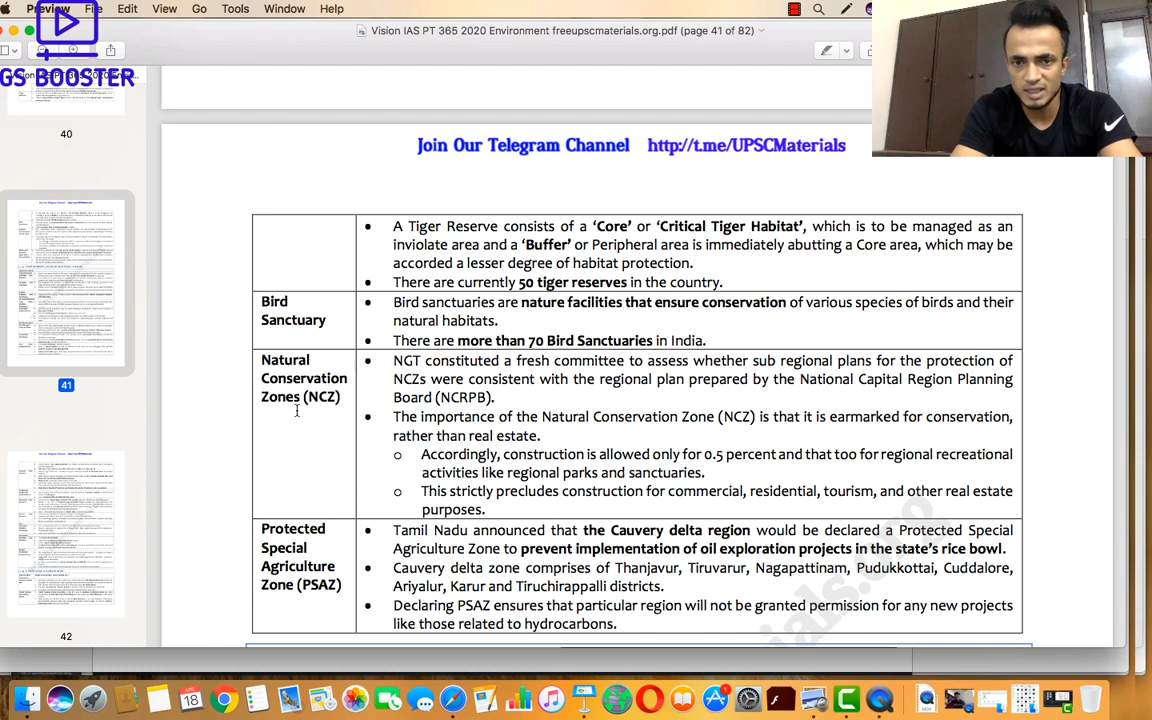 Preview File Edit View Go Tools Window Help
Vision IAS PT 365 2020 Environment freeupscmaterials.org.pdf (page 41 of 82)
GS BOOSTER
40
41
42
Join Our Telegram Channel http://t.me/UPSCMaterials
• A Tiger Reserve consists of a ‘Core’ or ‘Critical Tiger Habitat’, which is to be managed as an
inviolate area and a ‘Buffer’ or Peripheral area is immediately abutting a Core area, which may be
accorded a lesser degree of habitat protection.
• There are currently 50 tiger reserves in the country.
Bird
Sanctuary
• Bird sanctuaries are nature facilities that ensure conservation of various species of birds and their
natural habitats.
• There are more than 70 Bird Sanctuaries in India.
Natural
Conservation
Zones (NCZ)
• NGT constituted a fresh committee to assess whether sub regional plans for the protection of
NCZs were consistent with the regional plan prepared by the National Capital Region Planning
Board (NCRPB).
• The importance of the Natural Conservation Zone (NCZ) is that it is earmarked for conservation,
rather than real estate.
o Accordingly, construction is allowed only for 0.5 percent and that too for regional recreational
activities like regional parks and sanctuaries.
o This strictly precludes construction for commercial, residential, tourism, and other real estate
purposes.
Protected
Special
Agriculture
Zone (PSAZ)
• Tamil Nadu announce that the Cauvery delta region would be declared a Protected Special
Agriculture Zone to prevent implementation of oil exploration projects in the state’s rice bowl.
• Cauvery delta zone comprises of Thanjavur, Tiruvarur, Nagapattinam, Pudukkottai, Cuddalore,
Ariyalur, Karur and Tiruchirappalli districts.
• Declaring PSAZ ensures that particular region will not be granted permission for any new projects
like those related to hydrocarbons.